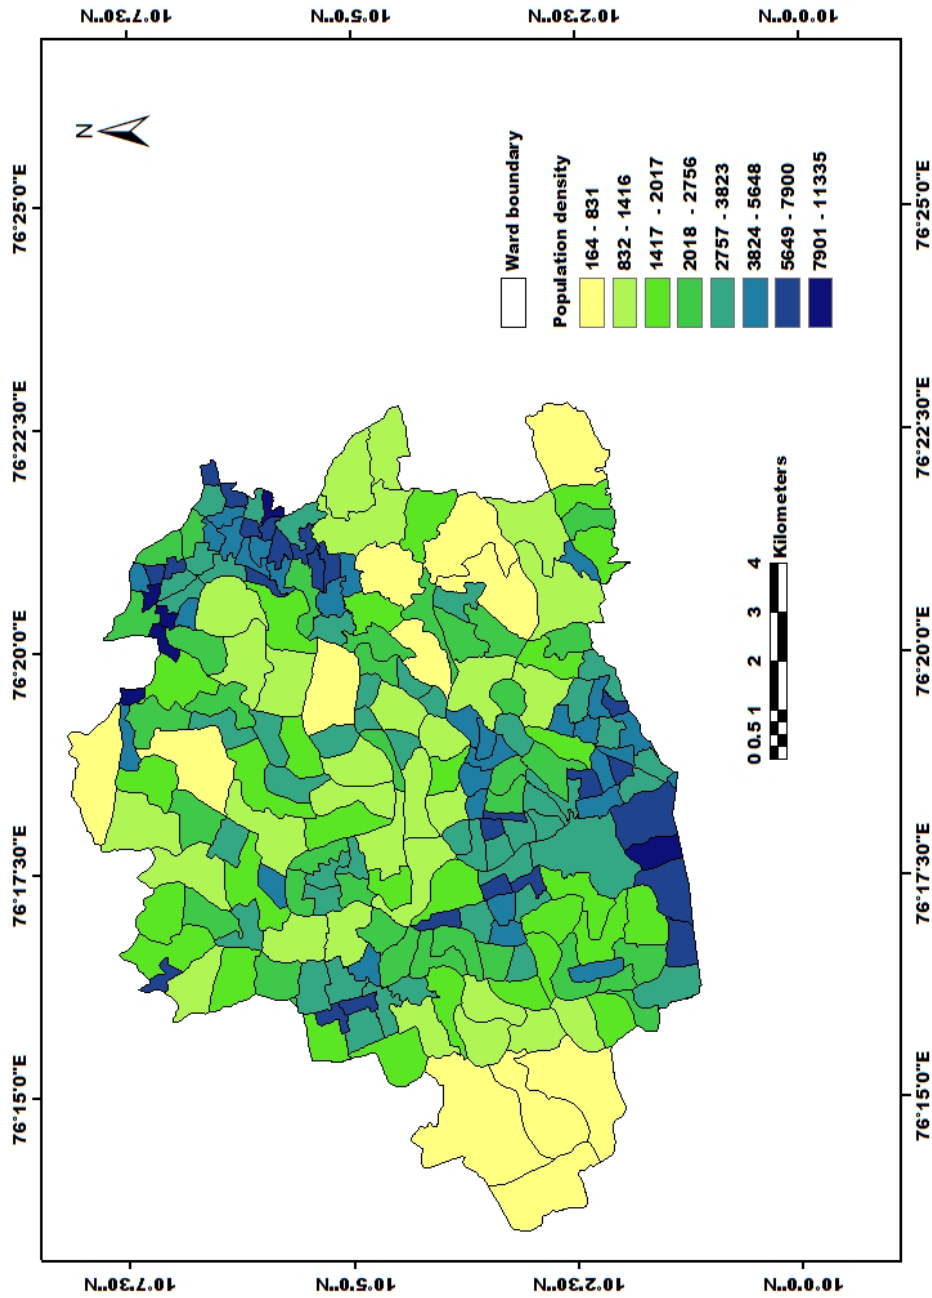 76°15'0"E 76°17'30"E 76°20'0"E 76°22'30"E 76°25'0"E
10°7'30"N
10°5'0"N
10°2'30"N
10°0'0"N
N
10°7'30"N
10°5'0"N
10°2'30"N
10°0'0"N
Ward boundary
Population density
164 - 831
832 - 1416
1417 - 2017
2018 - 2756
2757 - 3823
3824 - 5648
5649 - 7900
7901 - 11335
0 0.5 1 2 3 4
Kilometers
76°15'0"E 76°17'30"E 76°20'0"E 76°22'30"E 76°25'0"E